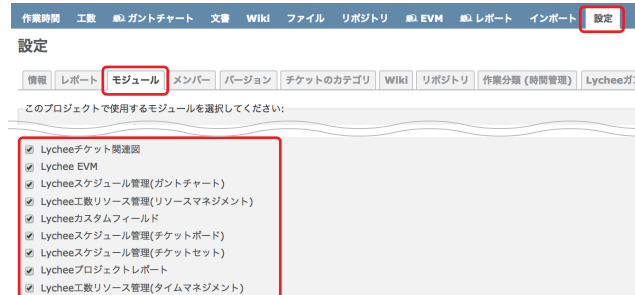 作業時間 工数 ガントチャート 文書 Wiki ファイル リポジトリ EVM レポート インポート 設定
設定
情報 レポート モジュール メンバー バージョン チケットのカテゴリ Wiki リポジトリ 作業分類 (時間管理) Lycheeガ
このプロジェクトで使用するモジュールを選択してください:
Lycheeチケット関連図
Lychee EVM
Lycheeスケジュール管理(ガントチャート)
Lychee工数リソース管理(リソースマネジメント)
Lycheeカスタムフィールド
Lycheeスケジュール管理(チケットボード)
Lycheeスケジュール管理(チケットセット)
Lycheeプロジェクトレポート
Lychee工数リソース管理(タイムマネジメント)